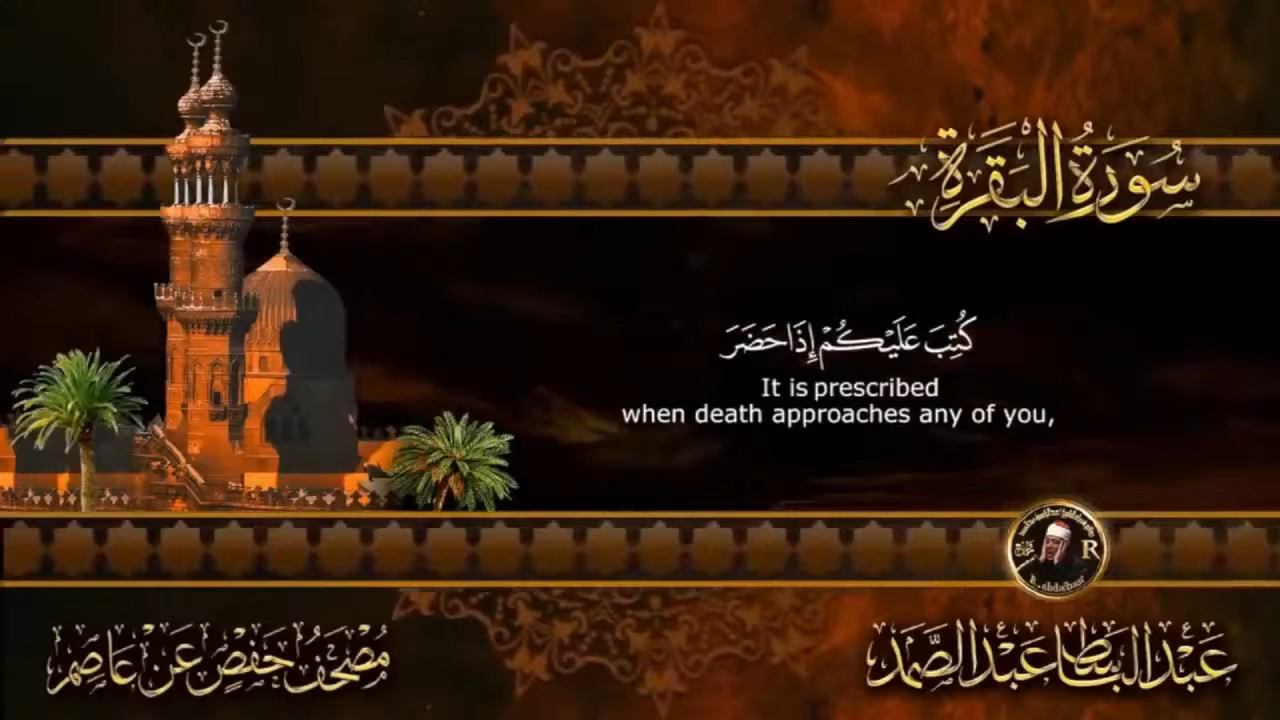 سُورَةُ البَقَرَةِ
كُتِبَ عَلَيْكُمْ إِذَا حَضَرَ
It is prescribed
when death approaches any of you,
R
عَبْدُ البَاسِط عَبْدُ الصَّمَدْ
مُصْحَفُ حَفْصٍ عَنْ عَاصِمْ